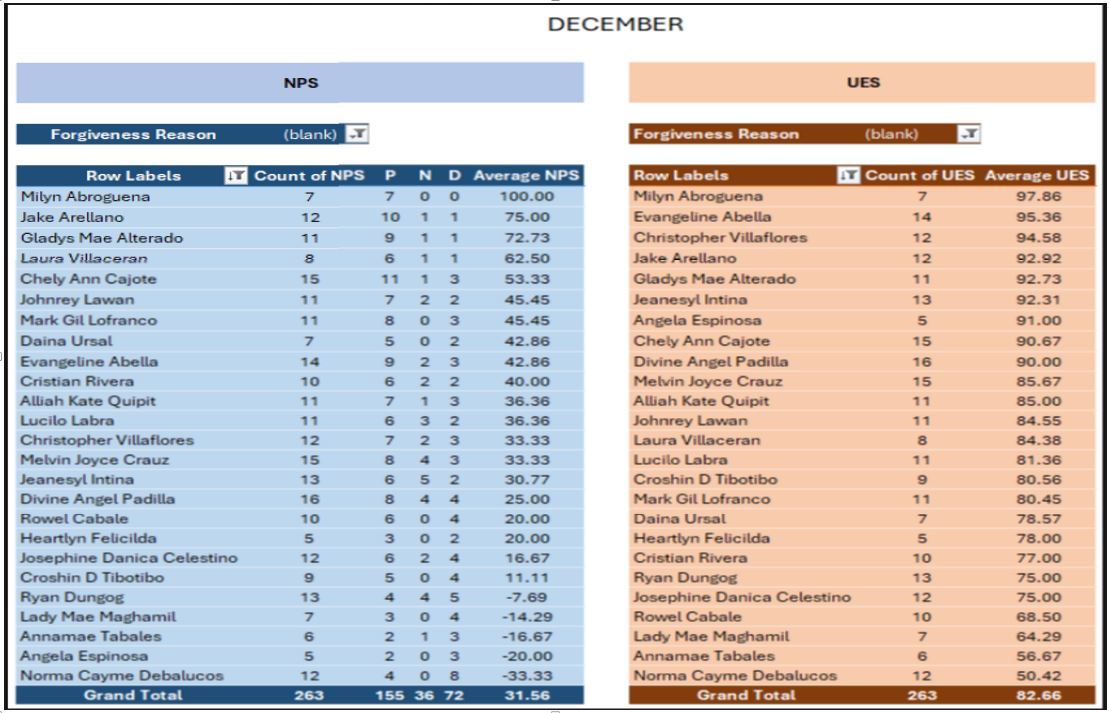 DECEMBER
NPS
Forgiveness Reason (blank)
Row Labels Count of NPS P N D Average NPS
Milyn Abroguena 7 7 0 0 100.00
Jake Arellano 12 10 1 1 75.00
Gladys Mae Alterado 11 9 1 1 72.73
Laura Villaceran 8 6 1 1 62.50
Chely Ann Cajote 15 11 1 3 53.33
Johnrey Lawan 11 7 2 2 45.45
Mark Gil Lofranco 11 8 0 3 45.45
Daina Ursal 7 5 0 2 42.86
Evangeline Abella 14 9 2 3 42.86
Cristian Rivera 10 6 2 2 40.00
Alliah Kate Quipit 11 7 1 3 36.36
Lucilo Labra 11 6 3 2 36.36
Christopher Villaflores 12 7 2 3 33.33
Melvin Joyce Crauz 15 8 4 3 33.33
Jeanesyl Intina 13 6 5 2 30.77
Divine Angel Padilla 16 8 4 4 25.00
Rowel Cabale 10 6 0 4 20.00
Heartlyn Felicilda 5 3 0 2 20.00
Josephine Danica Celestino 12 6 2 4 16.67
Croshin D Tibotibo 9 5 0 4 11.11
Ryan Dungog 13 4 4 5 -7.69
Lady Mae Maghamil 7 3 0 4 -14.29
Annamae Tabales 6 2 1 3 -16.67
Angela Espinosa 5 2 0 3 -20.00
Norma Cayme Debalucos 12 4 0 8 -33.33
Grand Total 263 155 36 72 31.56
UES
Forgiveness Reason (blank)
Row Labels Count of UES Average UES
Milyn Abroguena 7 97.86
Evangeline Abella 14 95.36
Christopher Villaflores 12 94.58
Jake Arellano 12 92.92
Gladys Mae Alterado 11 92.73
Jeanesyl Intina 13 92.31
Angela Espinosa 5 91.00
Chely Ann Cajote 15 90.67
Divine Angel Padilla 16 90.00
Melvin Joyce Crauz 15 85.67
Alliah Kate Quipit 11 85.00
Johnrey Lawan 11 84.55
Laura Villaceran 8 84.38
Lucilo Labra 11 81.36
Croshin D Tibotibo 9 80.56
Mark Gil Lofranco 11 80.45
Daina Ursal 7 78.57
Heartlyn Felicilda 5 78.00
Cristian Rivera 10 77.00
Ryan Dungog 13 75.00
Josephine Danica Celestino 12 75.00
Rowel Cabale 10 68.50
Lady Mae Maghamil 7 64.29
Annamae Tabales 6 56.67
Norma Cayme Debalucos 12 50.42
Grand Total 263 82.66